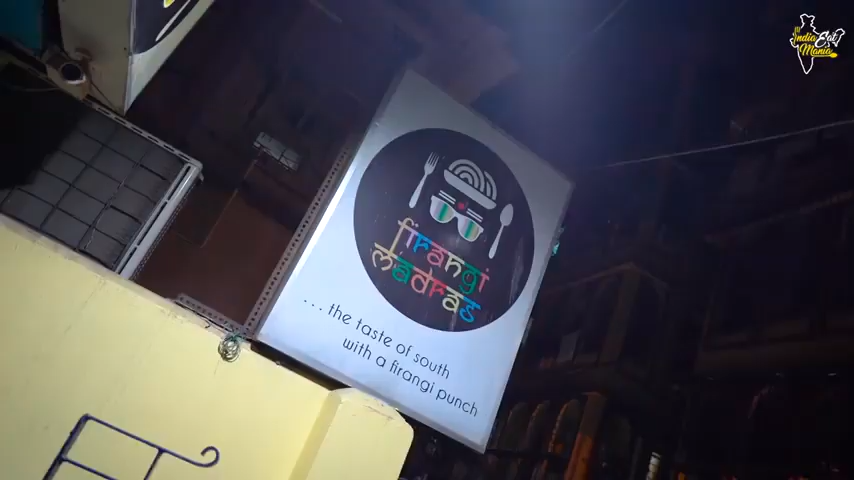 firangi
madras
... the taste of south
with a firangi punch
India Eat
Mania